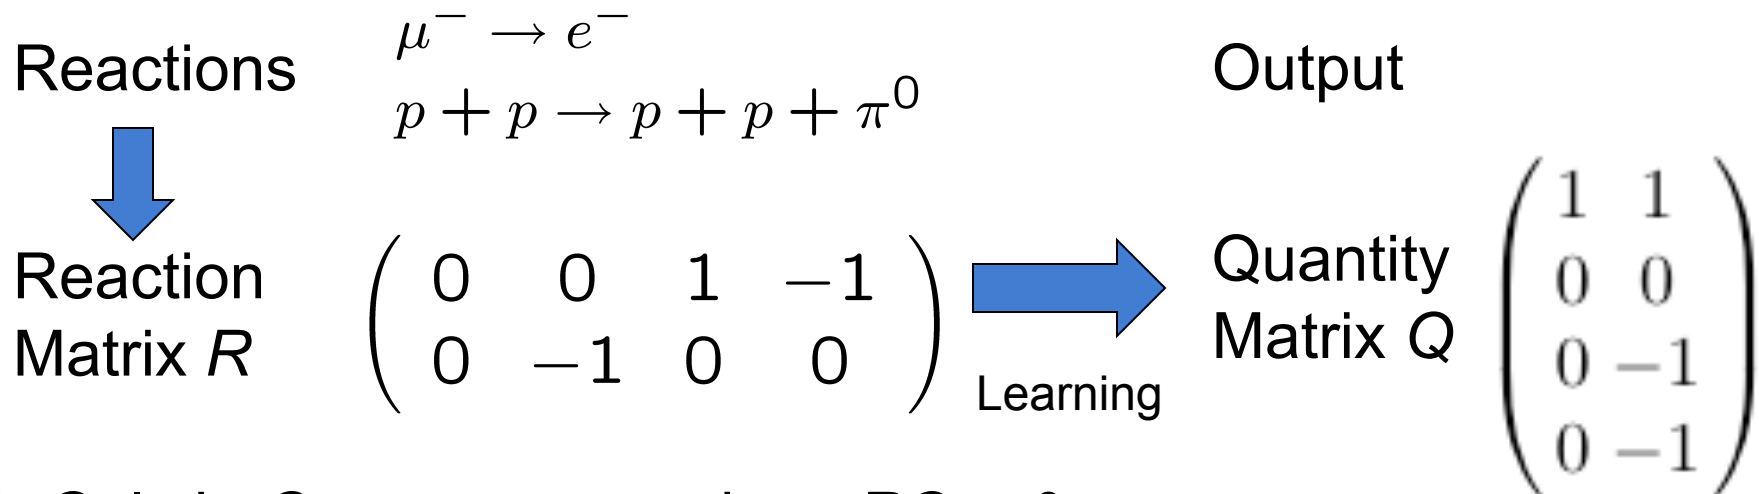 Reactions
μ⁻ → e⁻
p + p → p + p + π⁰
Output
Reaction
Matrix R
0 0 1 −1
0 −1 0 0
Learning
Quantity
Matrix Q
1 1
0 0
0 −1
0 −1